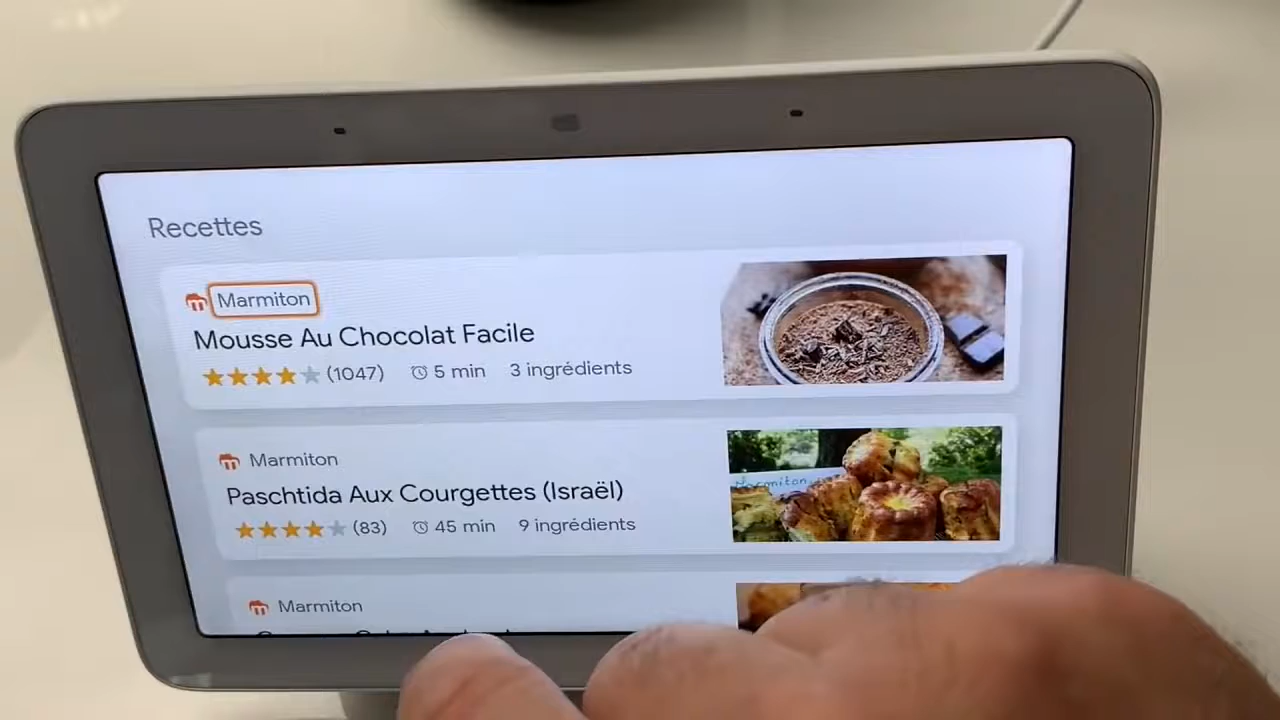 Recettes
Marmiton
Mousse Au Chocolat Facile
(1047) 5 min 3 ingrédients
Marmiton
Paschtida Aux Courgettes (Israël)
(83) 45 min 9 ingrédients
Marmiton
Marmiton